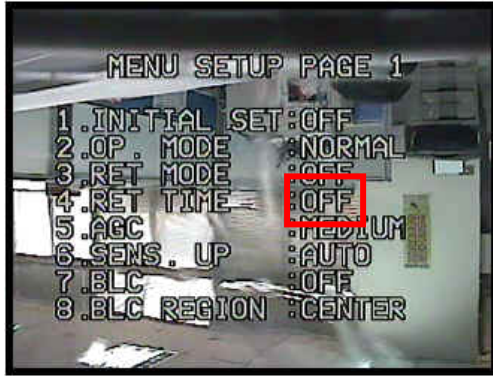 MENU SETUP PAGE 1
1.INITIAL SET:OFF
2.OP. MODE :NORMAL
3.RET MODE :OFF
4.RET TIME :OFF
5.AGC :MEDIUM
6.SENS. UP :AUTO
7.BLC :OFF
8.BLC REGION :CENTER